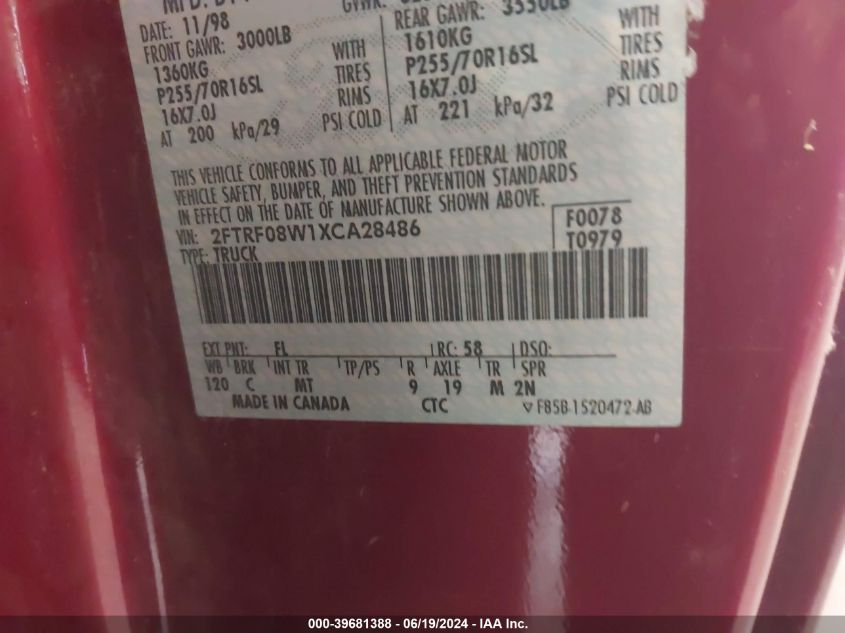 DATE: 11/98
FRONT GAWR: 3000LB
1360KG WITH
P255/70R16SL TIRES
16X7.0J RIMS
AT 200 kPa/29 PSI COLD
REAR GAWR: 3550LB
1610KG WITH
P255/70R16SL TIRES
16X7.0J RIMS
AT 221 kPa/32 PSI COLD
THIS VEHICLE CONFORMS TO ALL APPLICABLE FEDERAL MOTOR
VEHICLE SAFETY, BUMPER, AND THEFT PREVENTION STANDARDS
IN EFFECT ON THE DATE OF MANUFACTURE SHOWN ABOVE.
VIN: 2FTRF08W1XCA28486
F0078
TYPE: TRUCK
T0979
EXT PNT: FL RC: 58 DSO:
WB BRK INT TR TP/PS R AXLE TR SPR
120 C MT 9 19 M 2N
MADE IN CANADA CTC F85B-1520472-AB
000-39681388 - 06/19/2024 - IAA Inc.